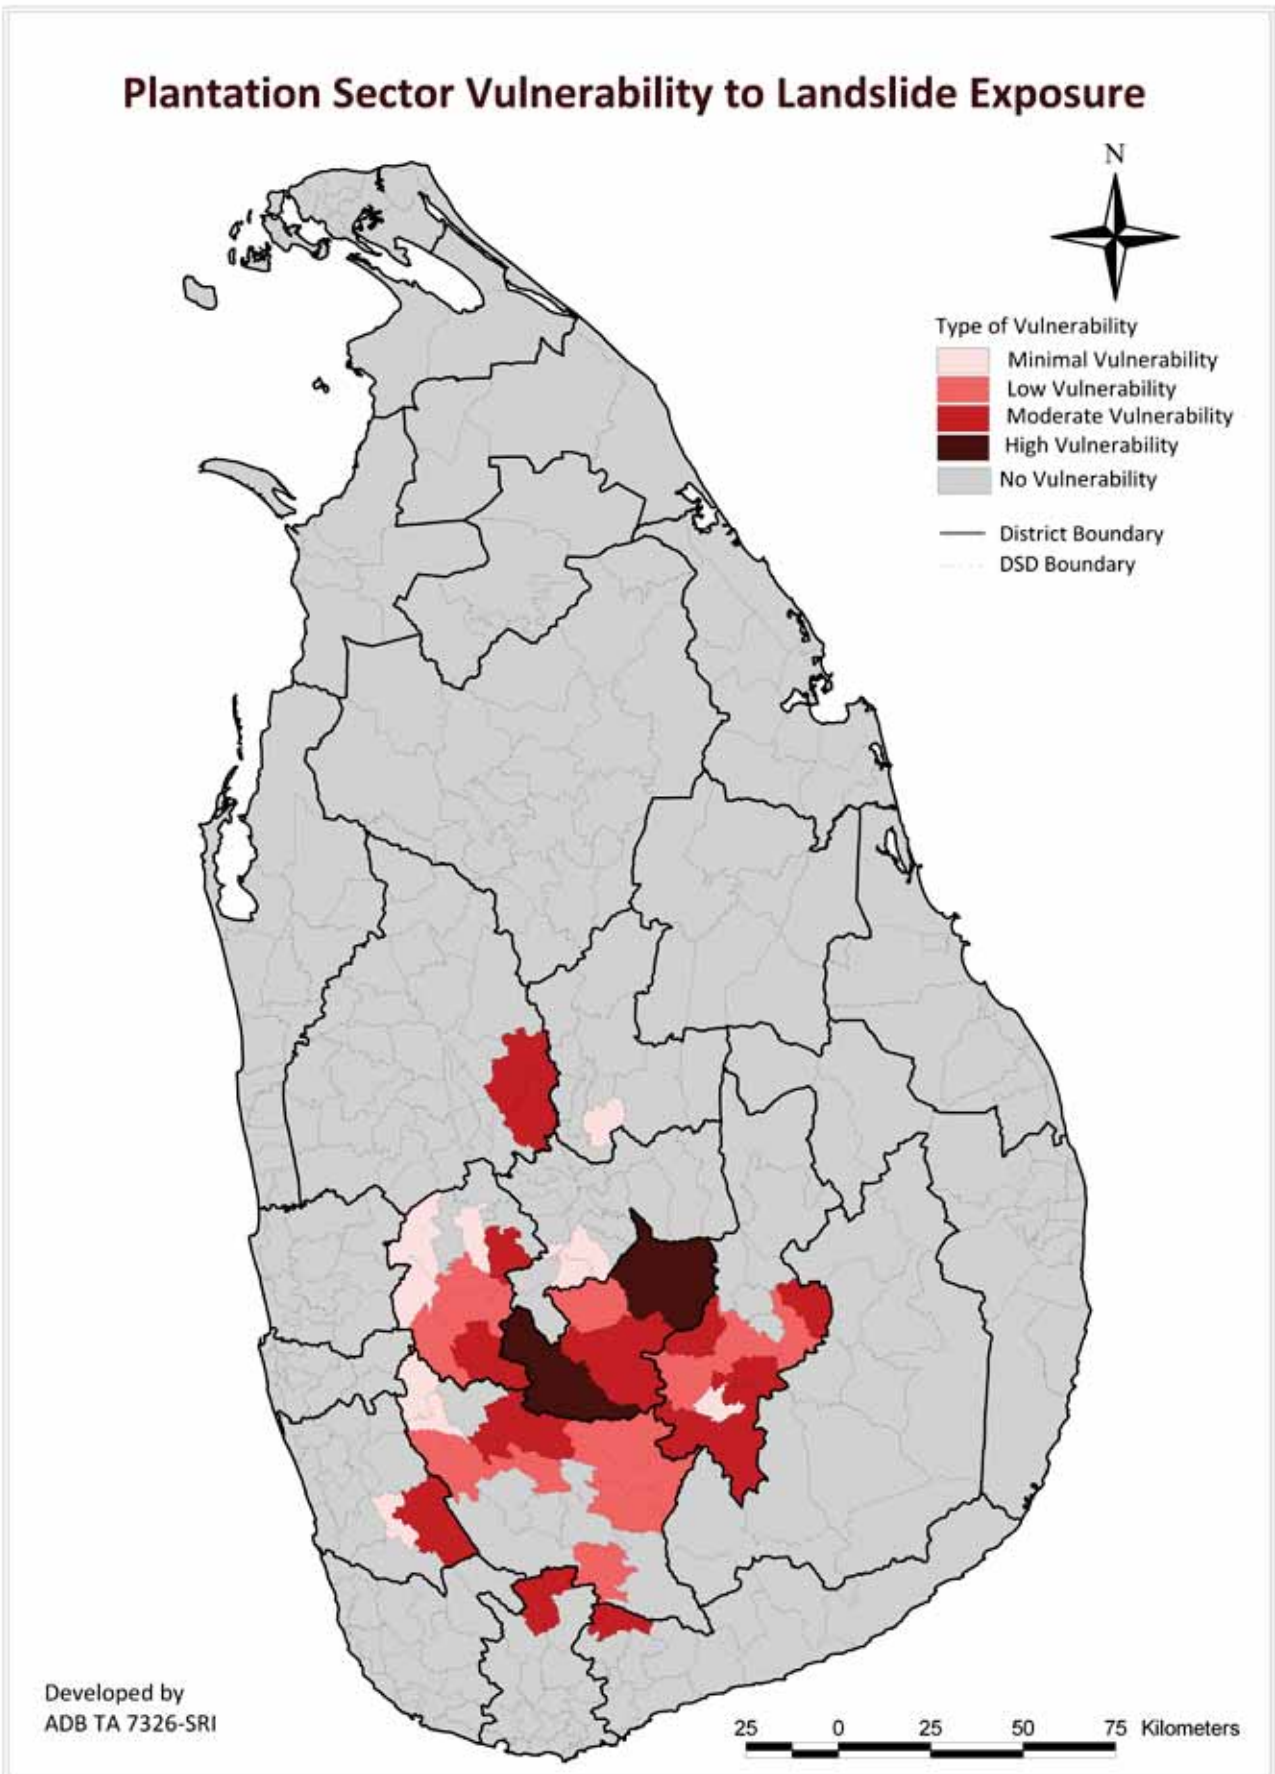 Plantation Sector Vulnerability to Landslide Exposure
N
Type of Vulnerability
Minimal Vulnerability
Low Vulnerability
Moderate Vulnerability
High Vulnerability
No Vulnerability
District Boundary
DSD Boundary
Developed by
ADB TA 7326-SRI
25 0 25 50 75 Kilometers